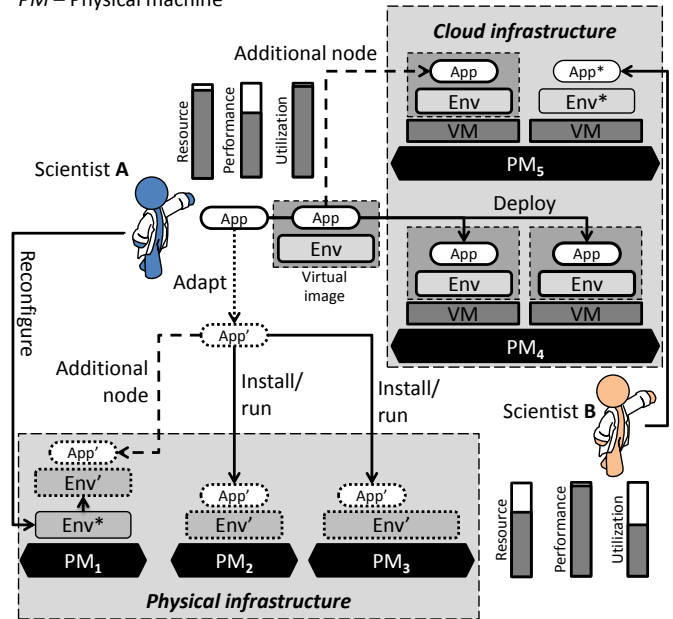 PM – Physical machine
Cloud infrastructure
Additional node
App
App*
Env
Env*
VM
VM
PM5
Resource
Performance
Utilization
Scientist A
App
App
Env
Virtual
image
Deploy
App
App
Env
Env
VM
VM
PM4
Reconfigure
Adapt
App’
Additional
node
Install/
run
Install/
run
Scientist B
App’
Env’
Env*
PM1
App’
Env’
PM2
App’
Env’
PM3
Resource
Performance
Utilization
Physical infrastructure